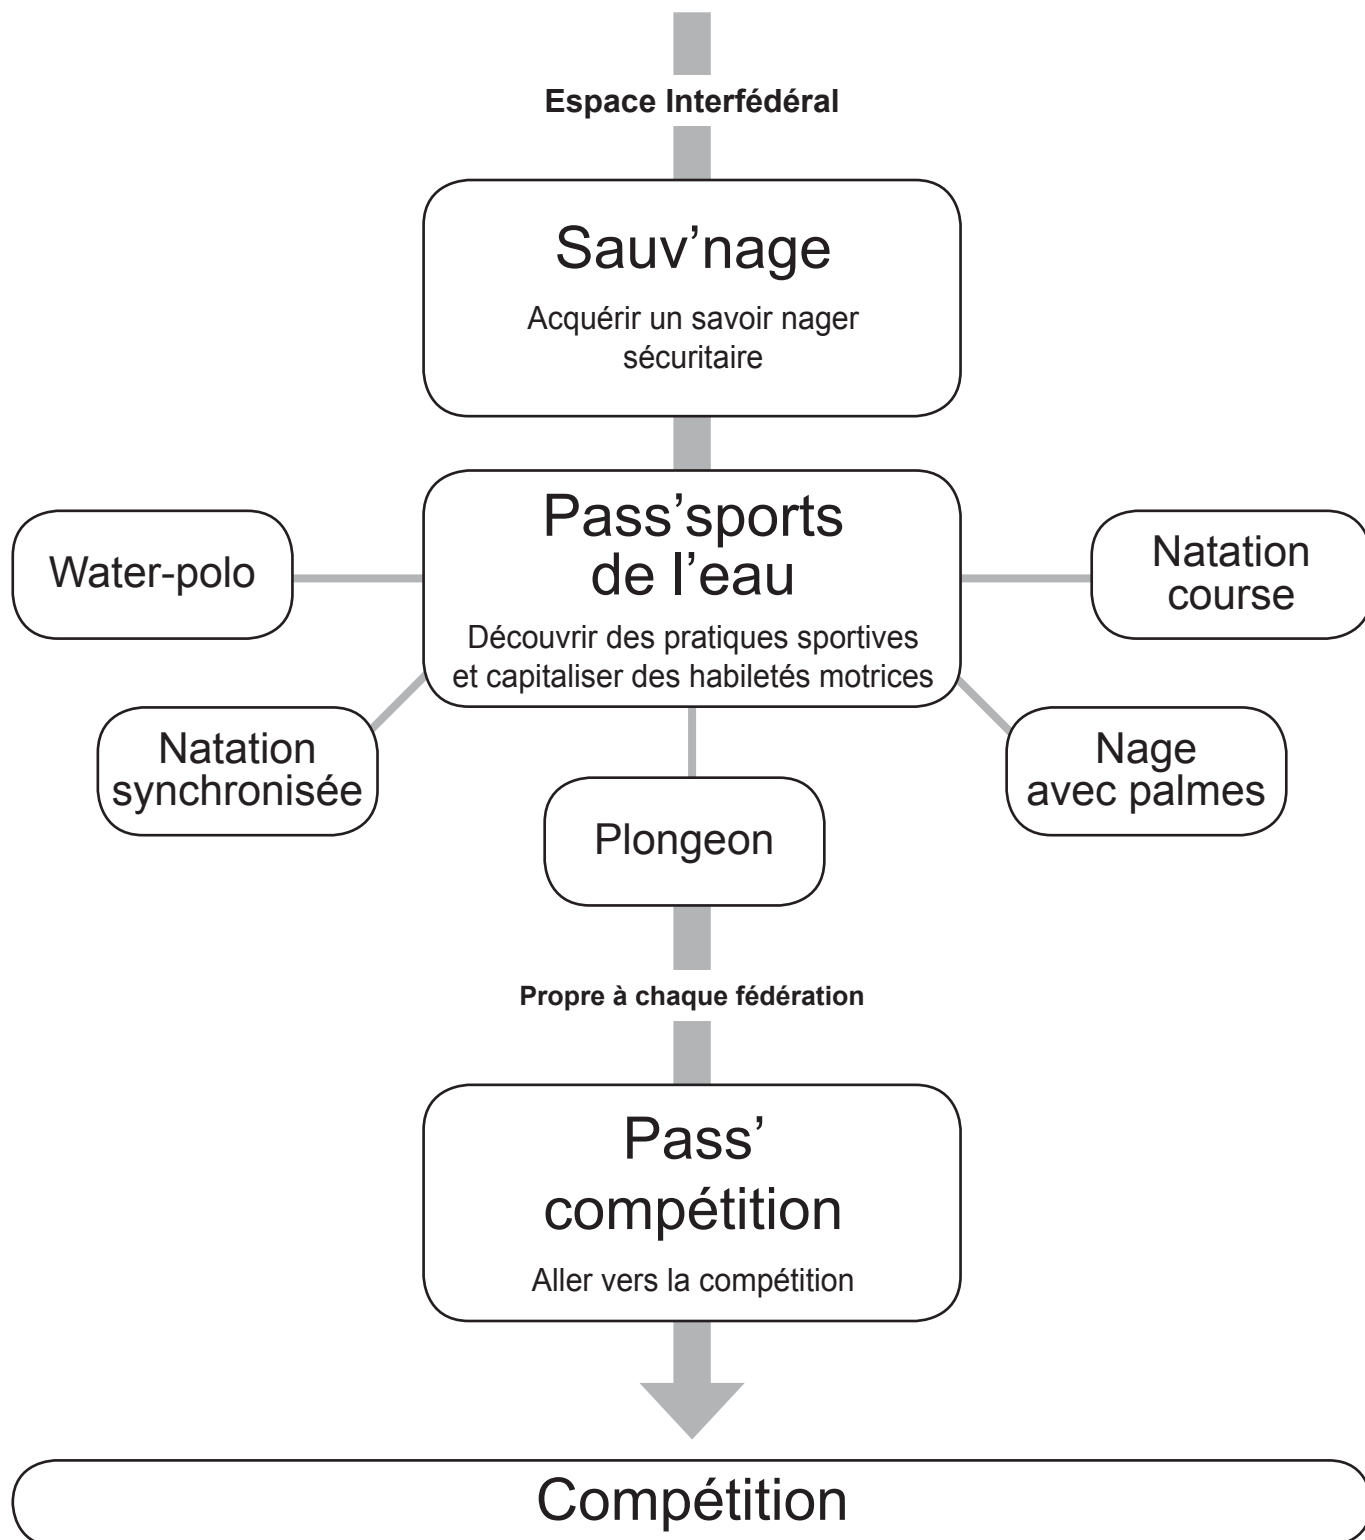 Espace Interfédéral
Sauv’nage
Acquérir un savoir nager
sécuritaire
Pass’sports
de l’eau
Découvrir des pratiques sportives
et capitaliser des habiletés motrices
Water-polo
Natation
course
Natation
synchronisée
Nage
avec palmes
Plongeon
Propre à chaque fédération
Pass’
compétition
Aller vers la compétition
Compétition